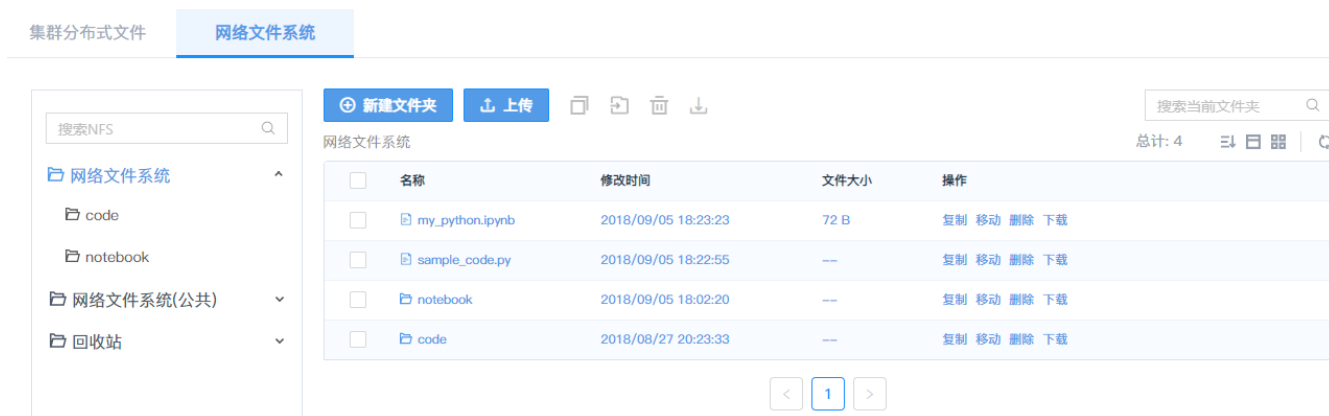 集群分布式文件 网络文件系统
新建文件夹 上传 搜索当前文件夹
搜索NFS
网络文件系统 总计: 4
网络文件系统
code
notebook
网络文件系统(公共)
回收站
名称 修改时间 文件大小 操作
my_python.ipynb 2018/09/05 18:23:23 72 B 复制 移动 删除 下载
sample_code.py 2018/09/05 18:22:55 –– 复制 移动 删除 下载
notebook 2018/09/05 18:02:20 –– 复制 移动 删除 下载
code 2018/08/27 20:23:33 –– 复制 移动 删除 下载
< 1 >